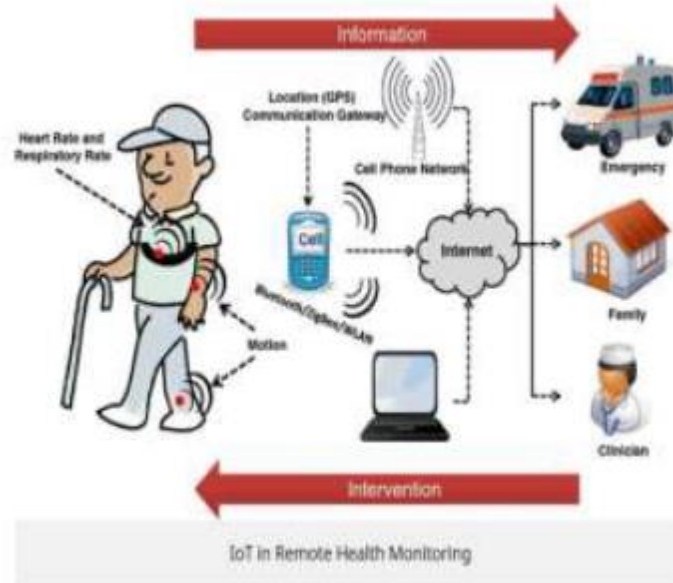 Information
Location (GPS)
Communication Gateway
Heart Rate and
Respiratory Rate
Cell Phone Network
Emergency
Cell
Internet
Bluetooth/ZigBee/WLAN
Family
Motion
Clinician
Intervention
IoT in Remote Health Monitoring